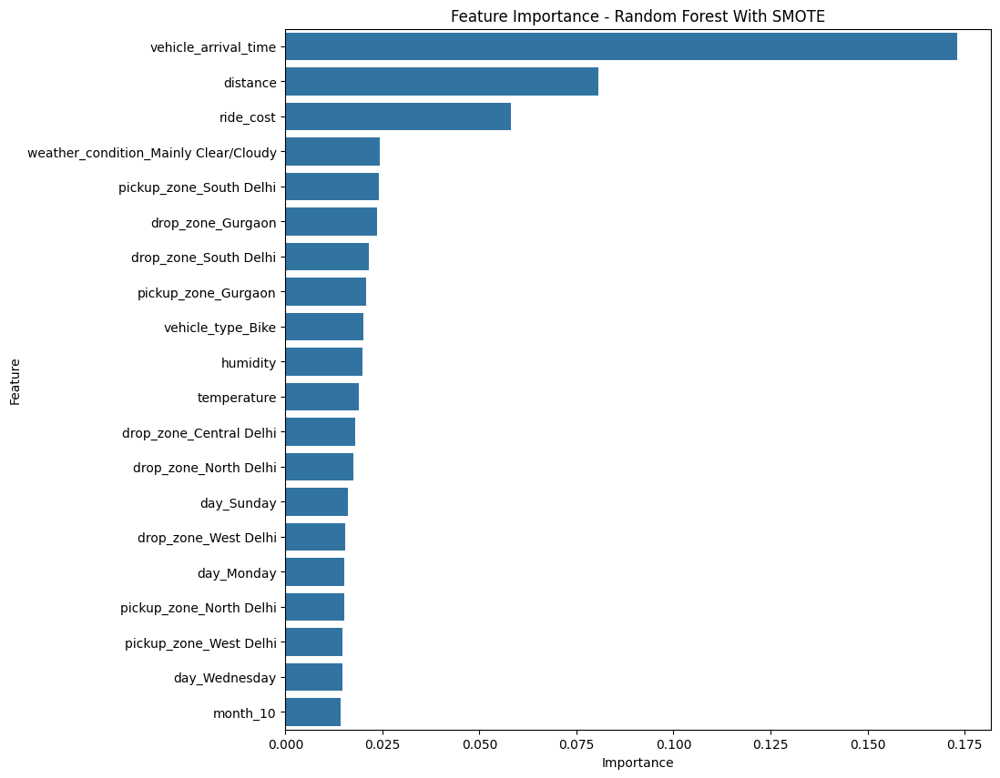 Feature Importance - Random Forest With SMOTE
Feature
vehicle_arrival_time
distance
ride_cost
weather_condition_Mainly Clear/Cloudy
pickup_zone_South Delhi
drop_zone_Gurgaon
drop_zone_South Delhi
pickup_zone_Gurgaon
vehicle_type_Bike
humidity
temperature
drop_zone_Central Delhi
drop_zone_North Delhi
day_Sunday
drop_zone_West Delhi
day_Monday
pickup_zone_North Delhi
pickup_zone_West Delhi
day_Wednesday
month_10
0.000 0.025 0.050 0.075 0.100 0.125 0.150 0.175
Importance